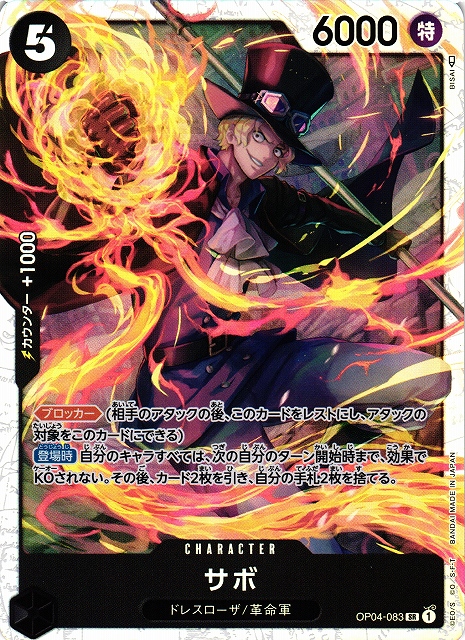 5
6000 特
BISAI
カウンター +1000
ブロッカー (相手のアタックの後、このカードをレストにし、アタックの
対象をこのカードにできる)
登場時 自分のキャラすべては、次の自分のターン開始時まで、効果で
KOされない。その後、カード2枚を引き、自分の手札2枚を捨てる。
CHARACTER
サボ
ドレスローザ/革命軍
OP04-083 SR 1
©E.O/S ©O・S・F・T BANDAI MADE IN JAPAN